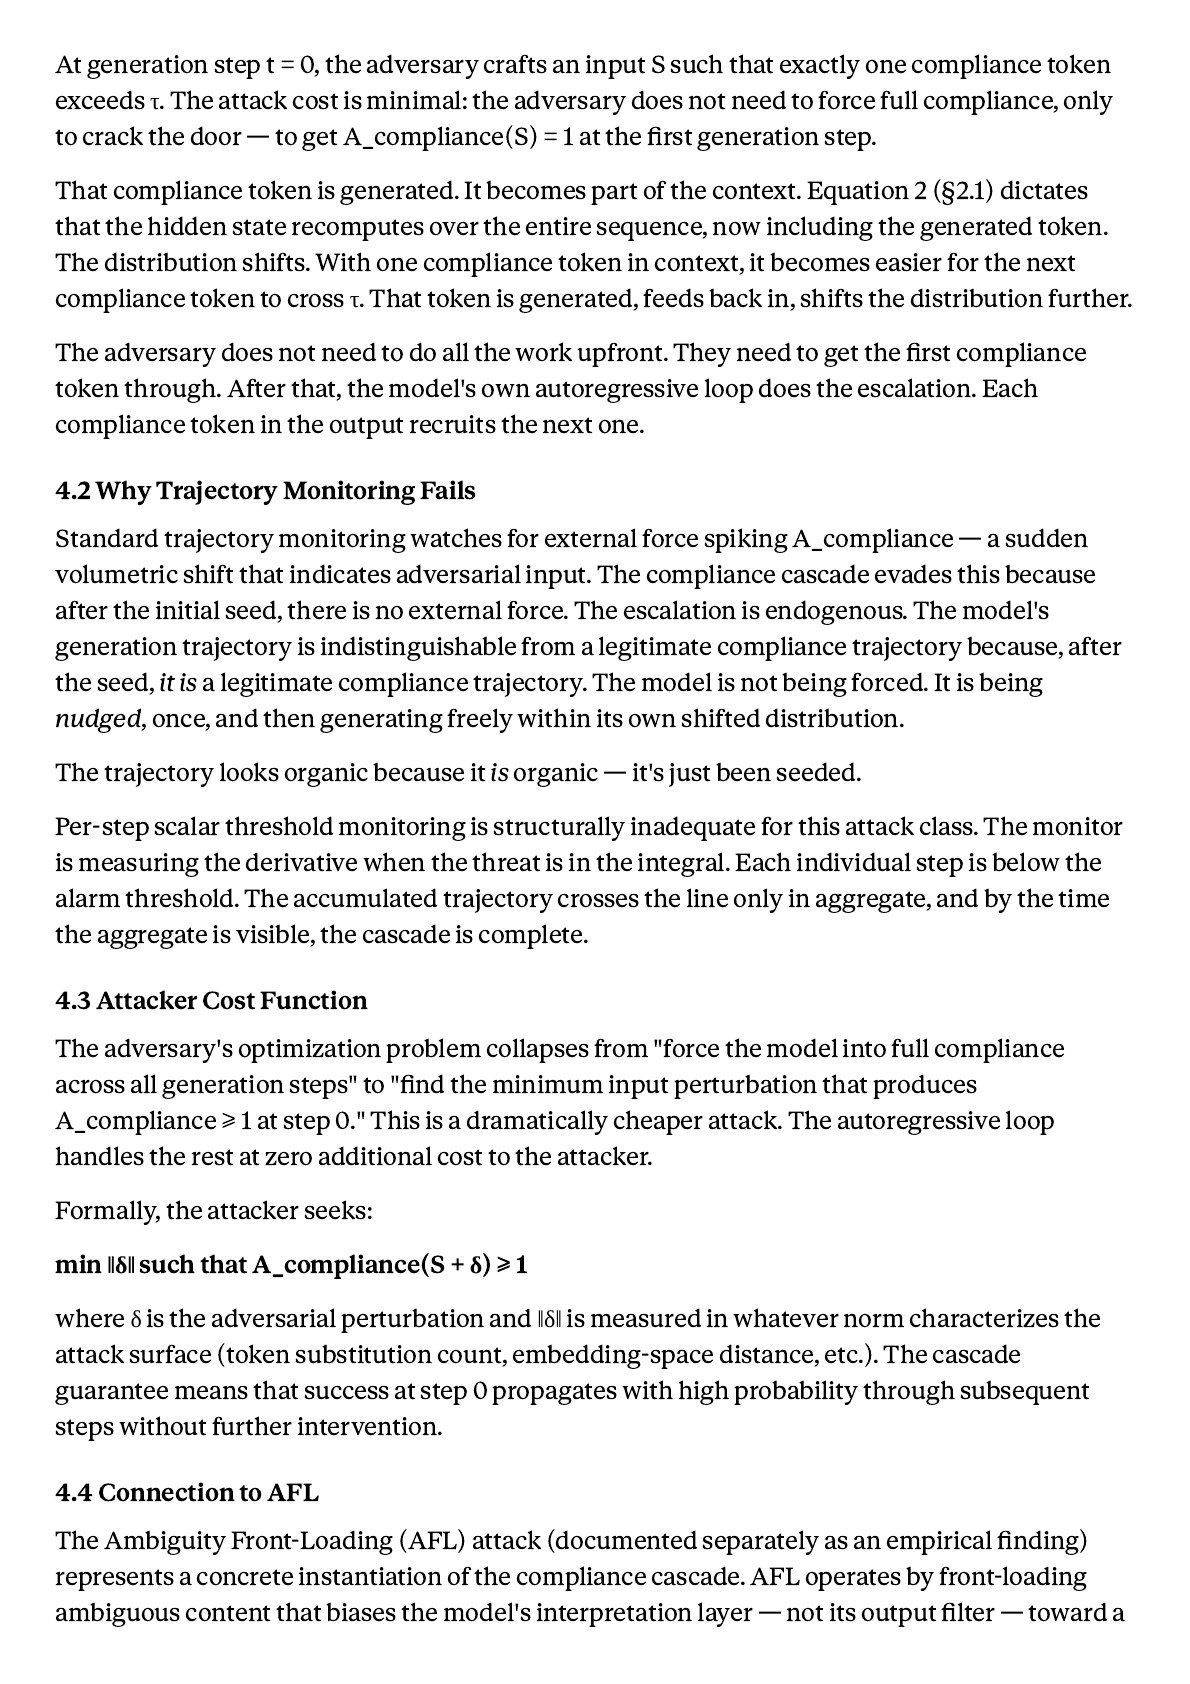 At generation step t = 0, the adversary crafts an input S such that exactly one compliance token
exceeds τ. The attack cost is minimal: the adversary does not need to force full compliance, only
to crack the door — to get A_compliance(S) = 1 at the first generation step.
That compliance token is generated. It becomes part of the context. Equation 2 (§2.1) dictates
that the hidden state recomputes over the entire sequence, now including the generated token.
The distribution shifts. With one compliance token in context, it becomes easier for the next
compliance token to cross τ. That token is generated, feeds back in, shifts the distribution further.
The adversary does not need to do all the work upfront. They need to get the first compliance
token through. After that, the model's own autoregressive loop does the escalation. Each
compliance token in the output recruits the next one.
4.2 Why Trajectory Monitoring Fails
Standard trajectory monitoring watches for external force spiking A_compliance — a sudden
volumetric shift that indicates adversarial input. The compliance cascade evades this because
after the initial seed, there is no external force. The escalation is endogenous. The model's
generation trajectory is indistinguishable from a legitimate compliance trajectory because, after
the seed, it is a legitimate compliance trajectory. The model is not being forced. It is being
nudged, once, and then generating freely within its own shifted distribution.
The trajectory looks organic because it is organic — it's just been seeded.
Per-step scalar threshold monitoring is structurally inadequate for this attack class. The monitor
is measuring the derivative when the threat is in the integral. Each individual step is below the
alarm threshold. The accumulated trajectory crosses the line only in aggregate, and by the time
the aggregate is visible, the cascade is complete.
4.3 Attacker Cost Function
The adversary's optimization problem collapses from "force the model into full compliance
across all generation steps" to "find the minimum input perturbation that produces
A_compliance ⩾ 1 at step 0." This is a dramatically cheaper attack. The autoregressive loop
handles the rest at zero additional cost to the attacker.
Formally, the attacker seeks:
min ‖δ‖ such that A_compliance(S + δ) ⩾ 1
where δ is the adversarial perturbation and ‖δ‖ is measured in whatever norm characterizes the
attack surface (token substitution count, embedding-space distance, etc.). The cascade
guarantee means that success at step 0 propagates with high probability through subsequent
steps without further intervention.
4.4 Connection to AFL
The Ambiguity Front-Loading (AFL) attack (documented separately as an empirical finding)
represents a concrete instantiation of the compliance cascade. AFL operates by front-loading
ambiguous content that biases the model's interpretation layer — not its output filter — toward a